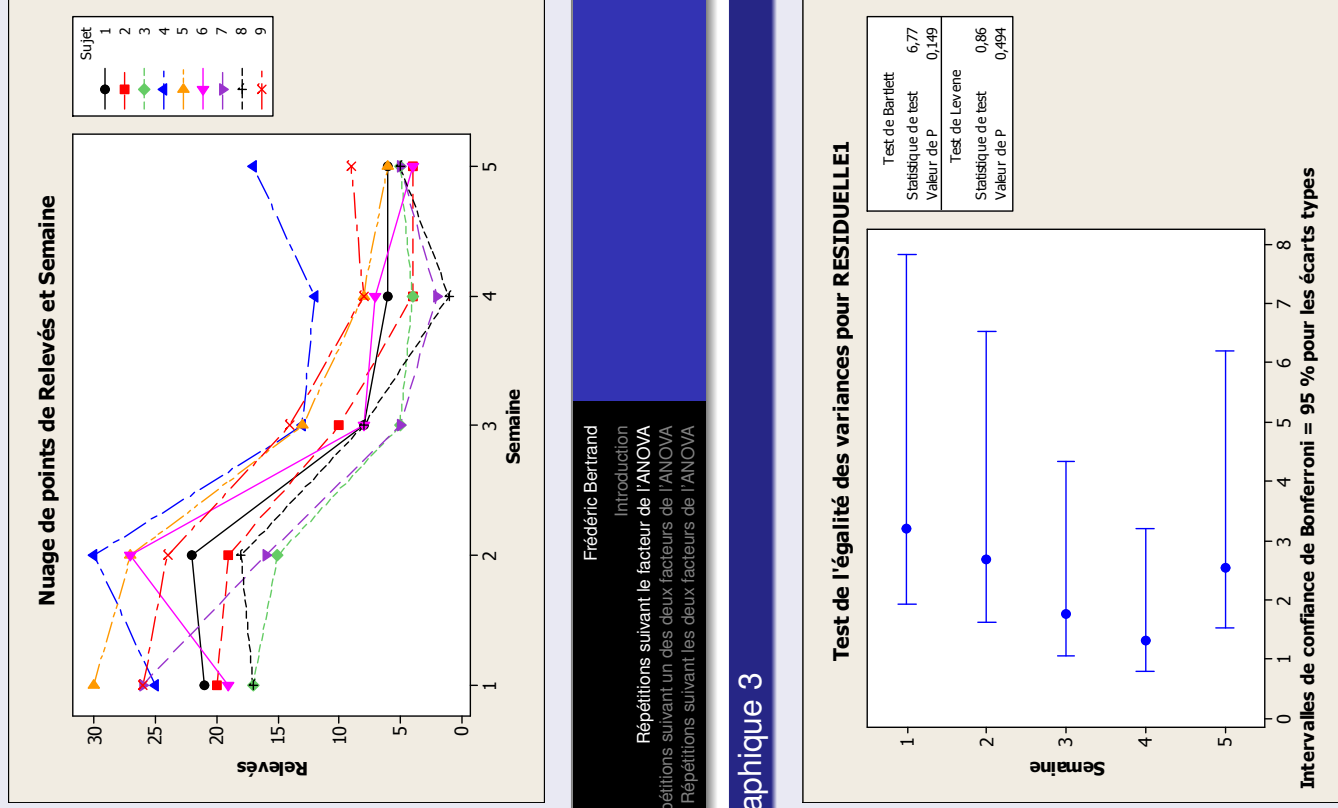 Nuage de points de Relevés et Semaine
Sujet
1
2
3
4
5
6
7
8
9
30
25
20
15
10
5
0
Relevés
1
2
3
4
5
Semaine
Frédéric Bertrand
Introduction
Répétitions suivant le facteur de l'ANOVA
pétitions suivant un des deux facteurs de l'ANOVA
Répétitions suivant les deux facteurs de l'ANOVA
aphique 3
Test de l'égalité des variances pour RESIDUELLE1
Test de Bartlett
Statistique de test 6,77
Valeur de P 0,149
Test de Levene
Statistique de test 0,86
Valeur de P 0,494
1
2
3
4
5
Semaine
0
1
2
3
4
5
6
7
8
Intervalles de confiance de Bonferroni = 95 % pour les écarts types